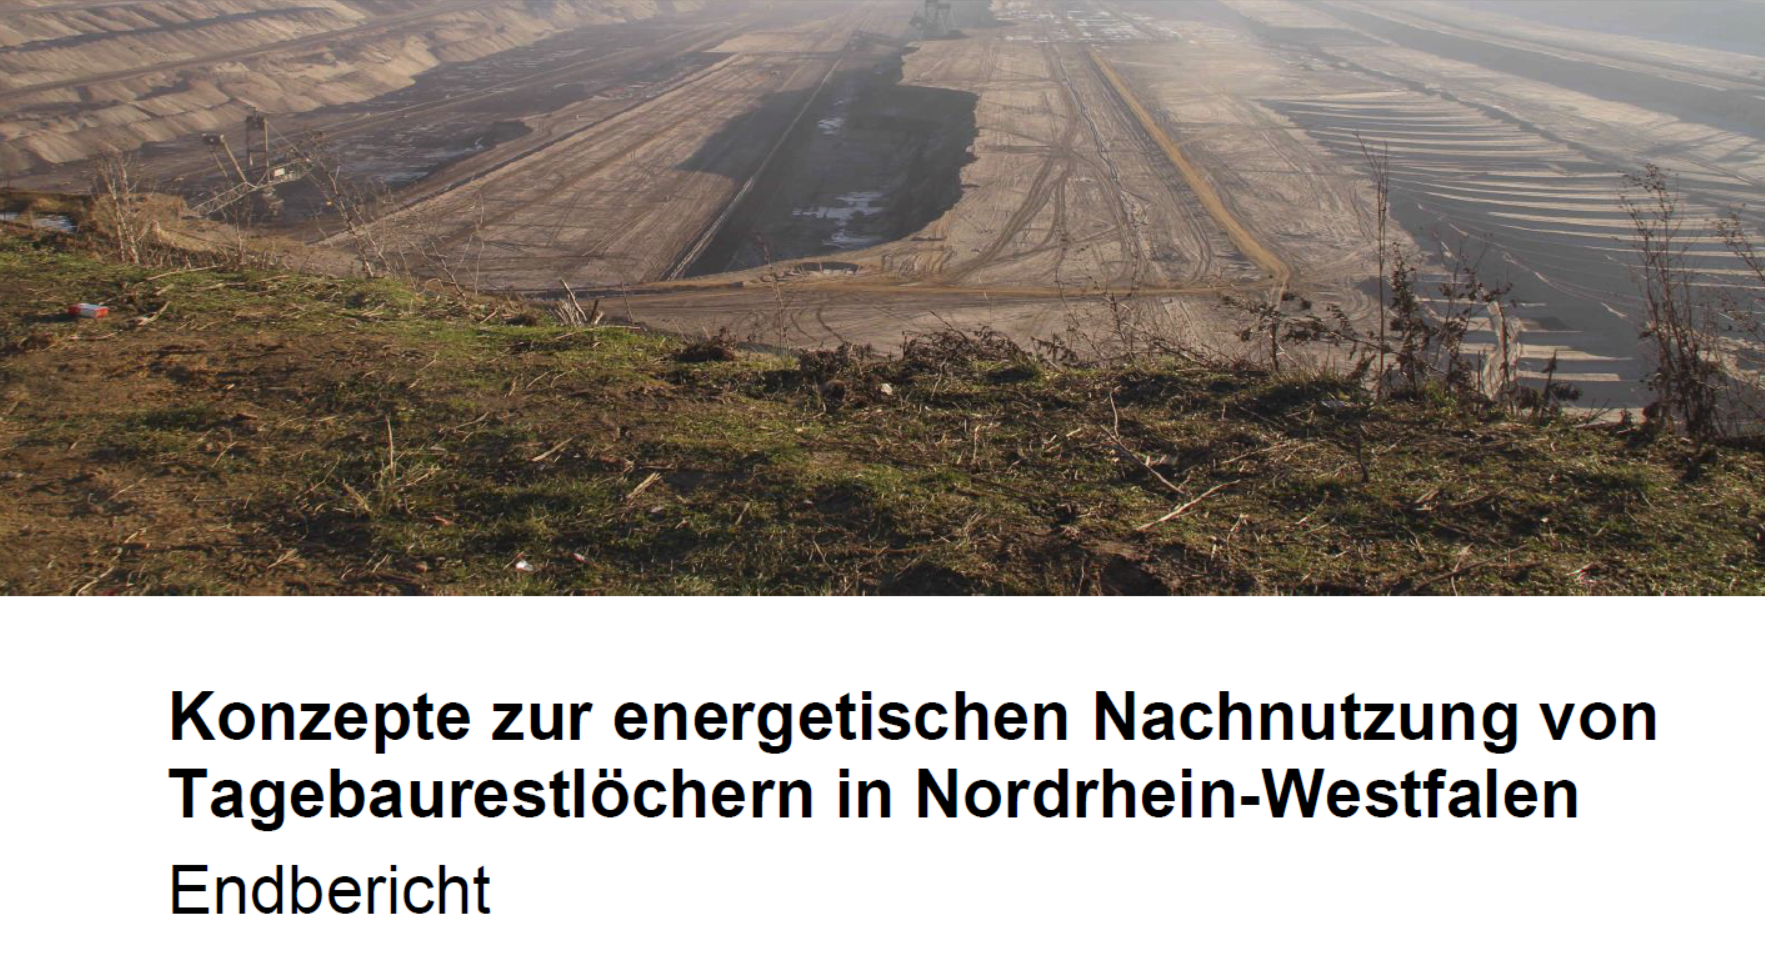 Konzepte zur energetischen Nachnutzung von
Tagebaurestlöchern in Nordrhein-Westfalen
Endbericht